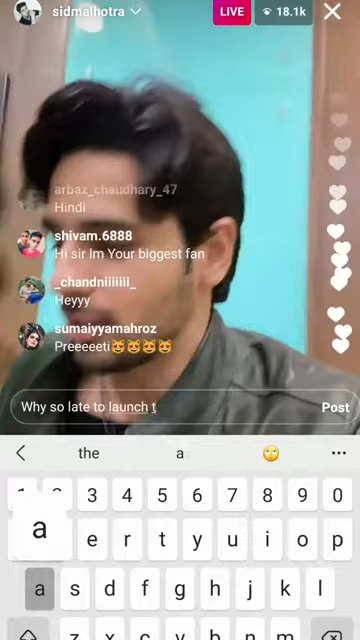 sidmalhotra
LIVE
18.1k
arbaz_chaudhary_47
Hindi
shivam.6888
Hi sir Im Your biggest fan
_chandniiiiiii_
Heyyy
sumaiyyamahroz
Preeeeeti😻😻😻😻
Why so late to launch t
Post
the a 🙄
3 4 5 6 7 8 9 0
a e r t y u i o p
a s d f g h j k l
z x c v b n m